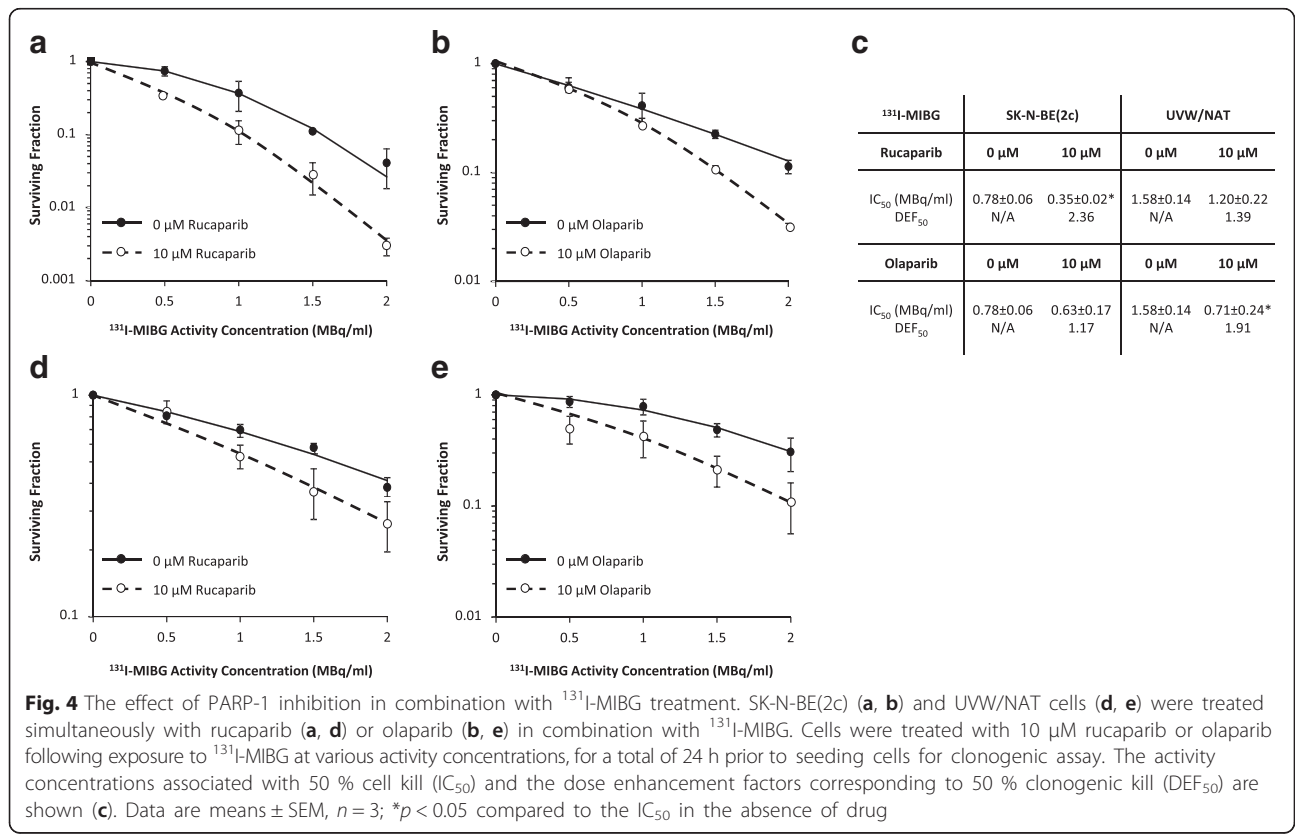 a
1
0.1
0.01
0.001
Surviving Fraction
0 µM Rucaparib
10 µM Rucaparib
0 0.5 1 1.5 2
¹³¹I-MIBG Activity Concentration (MBq/ml)
b
1
0.1
0.01
Surviving Fraction
0 µM Olaparib
10 µM Olaparib
0 0.5 1 1.5 2
¹³¹I-MIBG Activity Concentration (MBq/ml)
c
¹³¹I-MIBG SK-N-BE(2c) UVW/NAT
Rucaparib 0 µM 10 µM 0 µM 10 µM
IC₅₀ (MBq/ml) 0.78±0.06 0.35±0.02* 1.58±0.14 1.20±0.22
DEF₅₀ N/A 2.36 N/A 1.39
Olaparib 0 µM 10 µM 0 µM 10 µM
IC₅₀ (MBq/ml) 0.78±0.06 0.63±0.17 1.58±0.14 0.71±0.24*
DEF₅₀ N/A 1.17 N/A 1.91
d
1
0.1
Surviving Fraction
0 µM Rucaparib
10 µM Rucaparib
0 0.5 1 1.5 2
¹³¹I-MIBG Activity Concentration (MBq/ml)
e
1
0.1
0.01
Surviving Fraction
0 µM Olaparib
10 µM Olaparib
0 0.5 1 1.5 2
¹³¹I-MIBG Activity Concentration (MBq/ml)
Fig. 4 The effect of PARP-1 inhibition in combination with ¹³¹I-MIBG treatment. SK-N-BE(2c) (a, b) and UVW/NAT cells (d, e) were treated
simultaneously with rucaparib (a, d) or olaparib (b, e) in combination with ¹³¹I-MIBG. Cells were treated with 10 µM rucaparib or olaparib
following exposure to ¹³¹I-MIBG at various activity concentrations, for a total of 24 h prior to seeding cells for clonogenic assay. The activity
concentrations associated with 50 % cell kill (IC₅₀) and the dose enhancement factors corresponding to 50 % clonogenic kill (DEF₅₀) are
shown (c). Data are means ± SEM, n = 3; *p < 0.05 compared to the IC₅₀ in the absence of drug